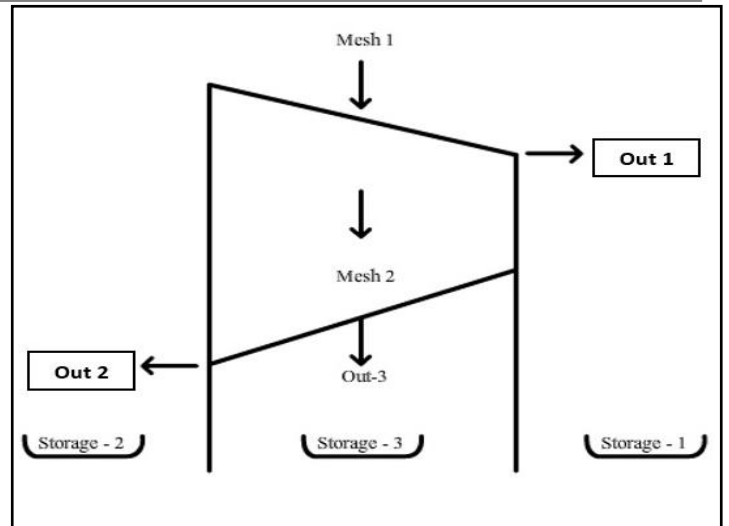 Mesh 1
Out 1
Mesh 2
Out 2
Out-3
Storage - 2
Storage - 3
Storage - 1